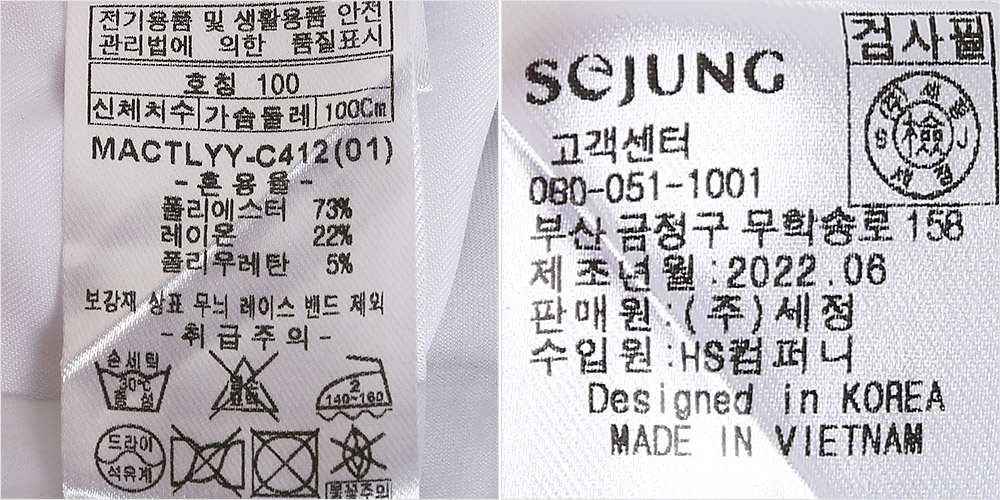 전기용품 및 생활용품 안전
관리법에 의한 품질표시
호칭 100
신체치수 가슴둘레 100Cm
MACTLYY-C412(01)
-혼용율-
폴리에스터 73%
레이온 22%
폴리우레탄 5%
보강재 상표 무늬 레이스 밴드 제외
-취급주의-
손세탁
30℃
중성
2
140~160
드라이
석유계
불꽃주의
SEJUNG
검사필
S 檢 J
세정
고객센터
080-051-1001
부산 금정구 무학송로 158
제조년월:2022.06
판매원:(주)세정
수입원:HS컴퍼니
Designed in KOREA
MADE IN VIETNAM